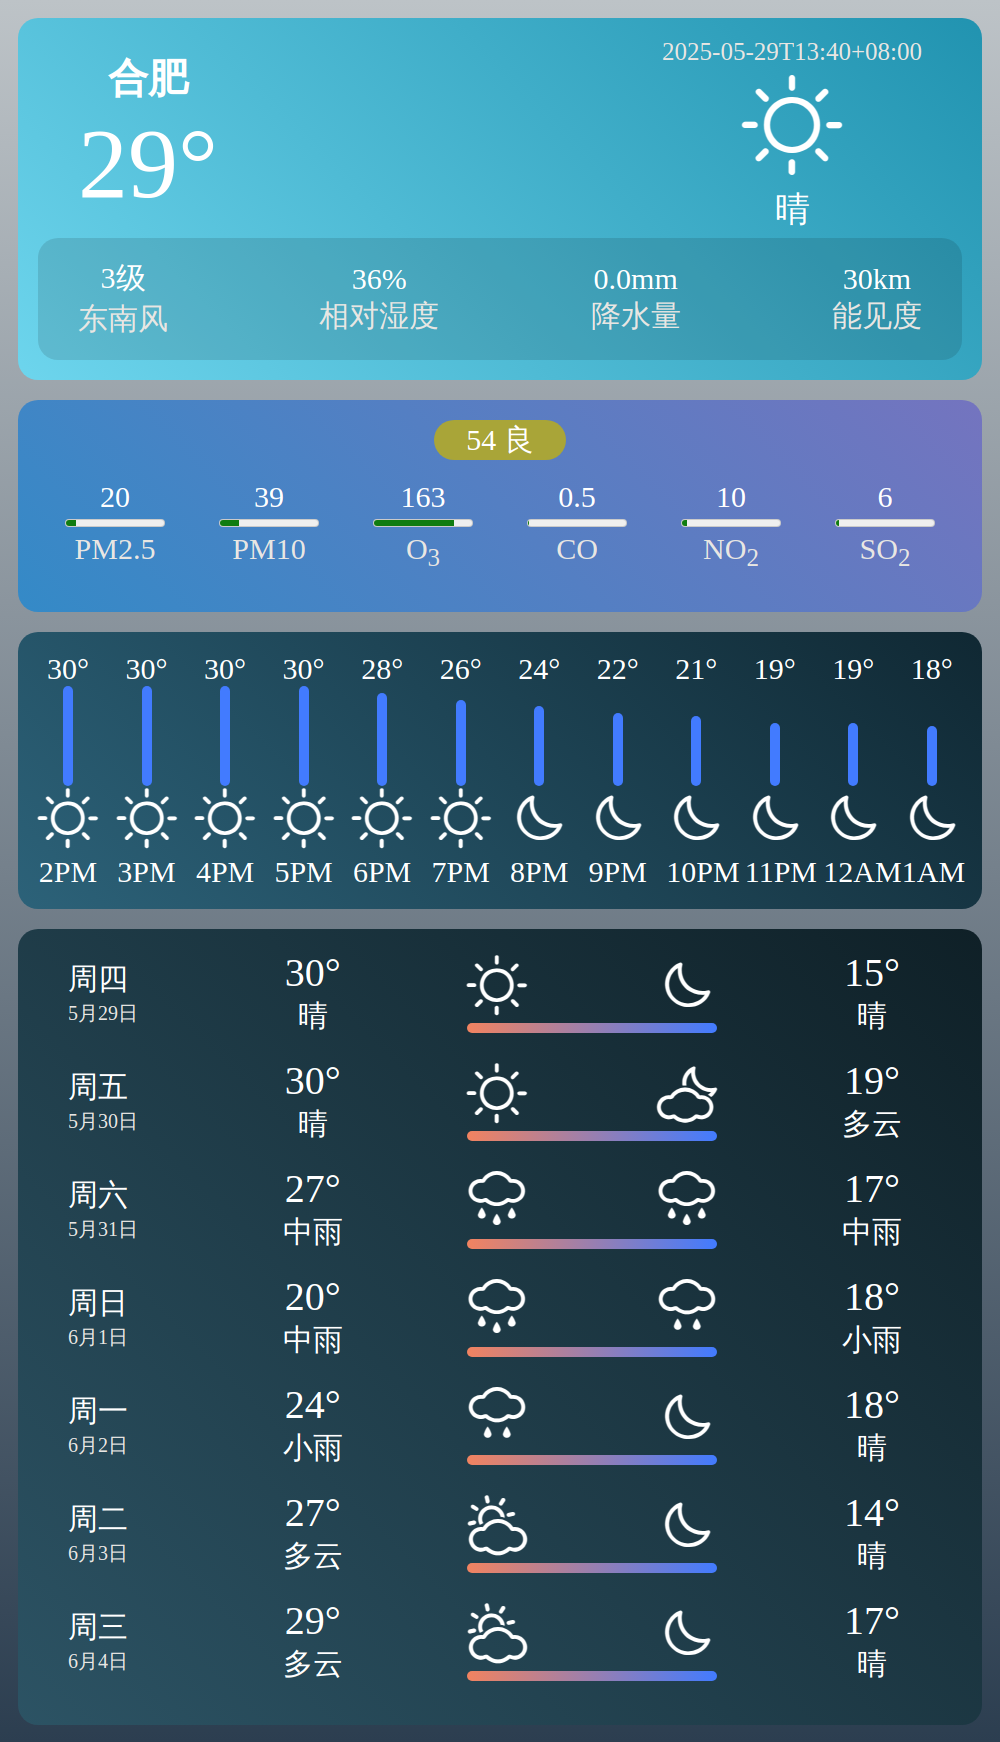 合肥
29°
2025-05-29T13:40+08:00
晴
3级 36% 0.0mm 30km
东南风 相对湿度 降水量 能见度
54 良
20 39 163 0.5 10 6
PM2.5 PM10 O3 CO NO2 SO2
30° 30° 30° 30° 28° 26° 24° 22° 21° 19° 19° 18°
2PM 3PM 4PM 5PM 6PM 7PM 8PM 9PM 10PM 11PM 12AM 1AM
周四 30° 15°
5月29日 晴 晴
周五 30° 19°
5月30日 晴 多云
周六 27° 17°
5月31日 中雨 中雨
周日 20° 18°
6月1日 中雨 小雨
周一 24° 18°
6月2日 小雨 晴
周二 27° 14°
6月3日 多云 晴
周三 29° 17°
6月4日 多云 晴